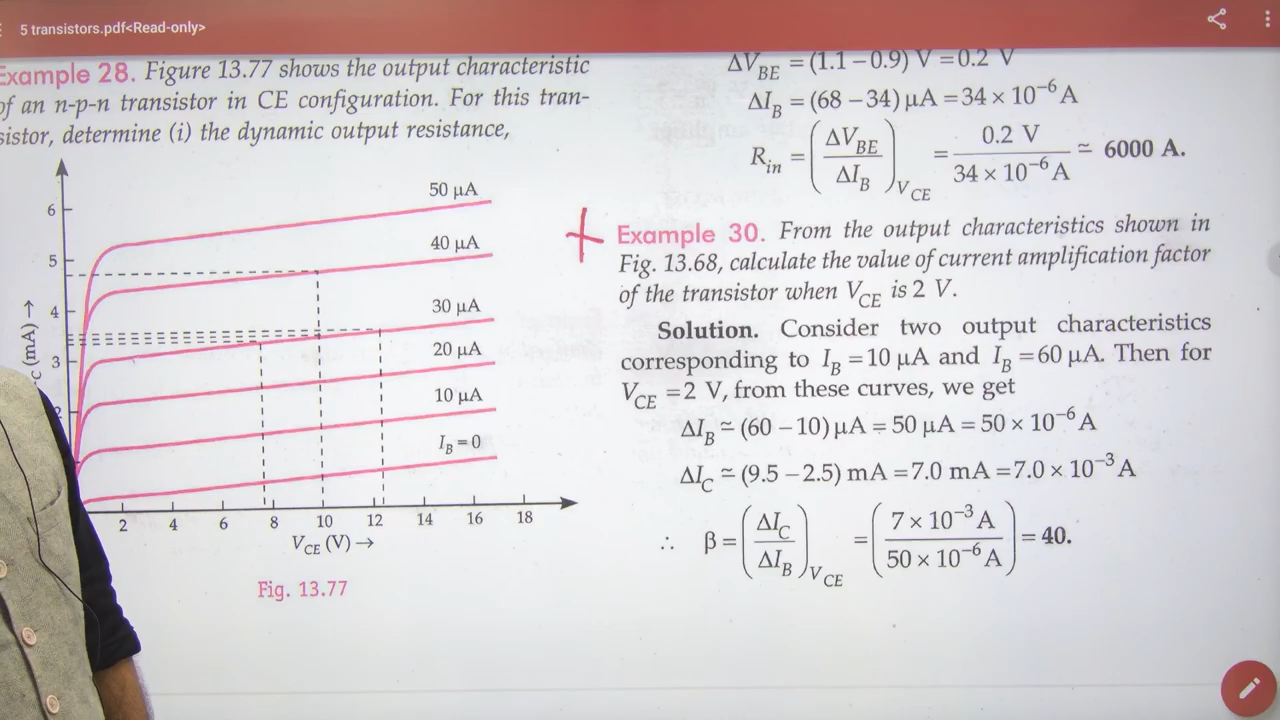 5 transistors.pdf<Read-only>
Example 28. Figure 13.77 shows the output characteristic
of an n-p-n transistor in CE configuration. For this tran-
sistor, determine (i) the dynamic output resistance,
50 μA
6
40 μA
5
30 μA
4
20 μA
3
10 μA
2
I_B = 0
(mA) →
2 4 6 8 10 12 14 16 18
V_CE (V) →
Fig. 13.77
ΔV_BE = (1.1 – 0.9) V = 0.2 V
ΔI_B = (68 – 34) μA = 34 × 10⁻⁶ A
R_in = (ΔV_BE / ΔI_B)_V_CE = 0.2 V / 34 × 10⁻⁶ A ≃ 6000 A.
Example 30. From the output characteristics shown in
Fig. 13.68, calculate the value of current amplification factor
of the transistor when V_CE is 2 V.
Solution. Consider two output characteristics
corresponding to I_B = 10 μA and I_B = 60 μA. Then for
V_CE = 2 V, from these curves, we get
ΔI_B ≃ (60 – 10) μA = 50 μA = 50 × 10⁻⁶ A
ΔI_C ≃ (9.5 – 2.5) mA = 7.0 mA = 7.0 × 10⁻³ A
∴ β = (ΔI_C / ΔI_B)_V_CE = (7 × 10⁻³ A / 50 × 10⁻⁶ A) = 40.